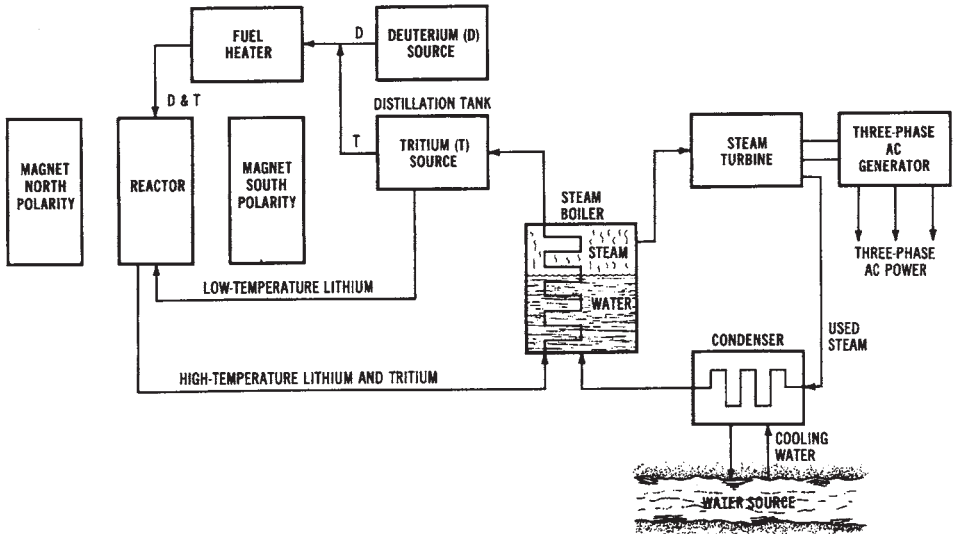 FUEL
HEATER
D
DEUTERIUM (D)
SOURCE
D & T
DISTILLATION TANK
T
TRITIUM (T)
SOURCE
MAGNET
NORTH
POLARITY
REACTOR
MAGNET
SOUTH
POLARITY
STEAM
TURBINE
THREE-PHASE
AC
GENERATOR
STEAM
BOILER
STEAM
WATER
THREE-PHASE
AC POWER
LOW-TEMPERATURE LITHIUM
HIGH-TEMPERATURE LITHIUM AND TRITIUM
CONDENSER
USED
STEAM
COOLING
WATER
WATER SOURCE